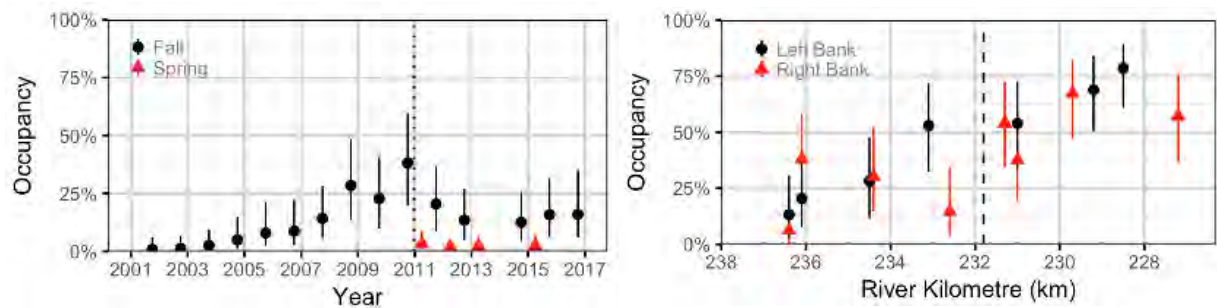 100%
75%
50%
25%
0%
Occupancy
Fall
Spring
2001 2003 2005 2007 2009 2011 2013 2015 2017
Year
100%
75%
50%
25%
0%
Occupancy
Left Bank
Right Bank
238 236 234 232 230 228
River Kilometre (km)